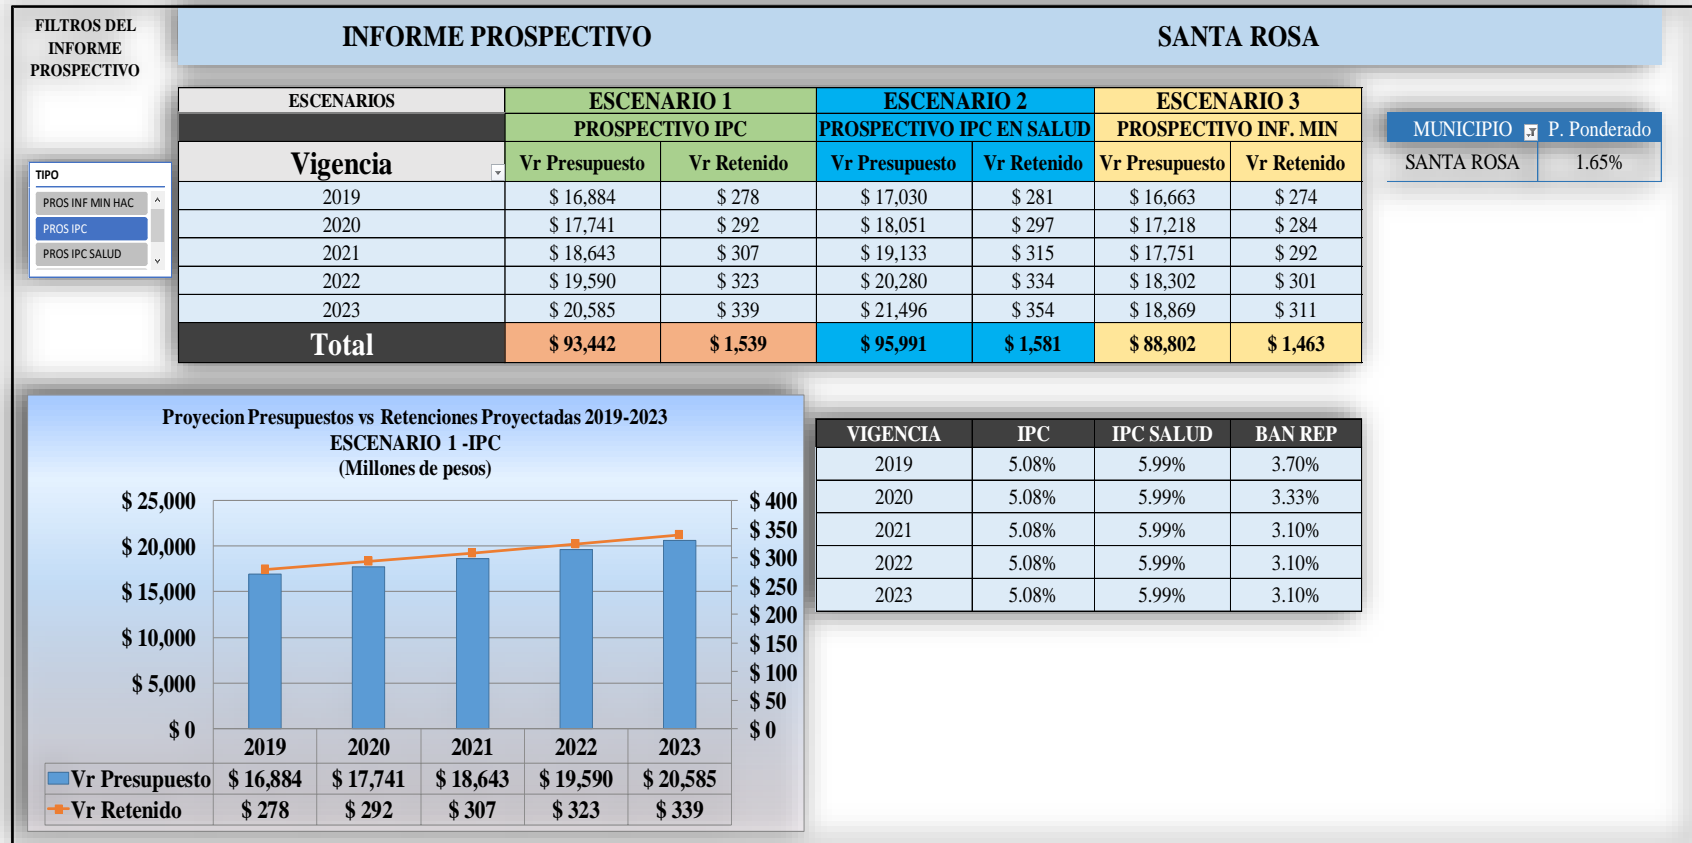 FILTROS DEL
INFORME
PROSPECTIVO
INFORME PROSPECTIVO SANTA ROSA
ESCENARIOS ESCENARIO 1 ESCENARIO 2 ESCENARIO 3
PROSPECTIVO IPC PROSPECTIVO IPC EN SALUD PROSPECTIVO INF. MIN
Vigencia Vr Presupuesto Vr Retenido Vr Presupuesto Vr Retenido Vr Presupuesto Vr Retenido
2019 $ 16,884 $ 278 $ 17,030 $ 281 $ 16,663 $ 274
2020 $ 17,741 $ 292 $ 18,051 $ 297 $ 17,218 $ 284
2021 $ 18,643 $ 307 $ 19,133 $ 315 $ 17,751 $ 292
2022 $ 19,590 $ 323 $ 20,280 $ 334 $ 18,302 $ 301
2023 $ 20,585 $ 339 $ 21,496 $ 354 $ 18,869 $ 311
Total $ 93,442 $ 1,539 $ 95,991 $ 1,581 $ 88,802 $ 1,463
MUNICIPIO P. Ponderado
SANTA ROSA 1.65%
TIPO
PROS INF MIN HAC
PROS IPC
PROS IPC SALUD
Proyecion Presupuestos vs Retenciones Proyectadas 2019-2023
ESCENARIO 1 -IPC
(Millones de pesos)
$ 25,000
$ 20,000
$ 15,000
$ 10,000
$ 5,000
$ 0
$ 400
$ 350
$ 300
$ 250
$ 200
$ 150
$ 100
$ 50
$ 0
2019 2020 2021 2022 2023
Vr Presupuesto $ 16,884 $ 17,741 $ 18,643 $ 19,590 $ 20,585
Vr Retenido $ 278 $ 292 $ 307 $ 323 $ 339
VIGENCIA IPC IPC SALUD BAN REP
2019 5.08% 5.99% 3.70%
2020 5.08% 5.99% 3.33%
2021 5.08% 5.99% 3.10%
2022 5.08% 5.99% 3.10%
2023 5.08% 5.99% 3.10%